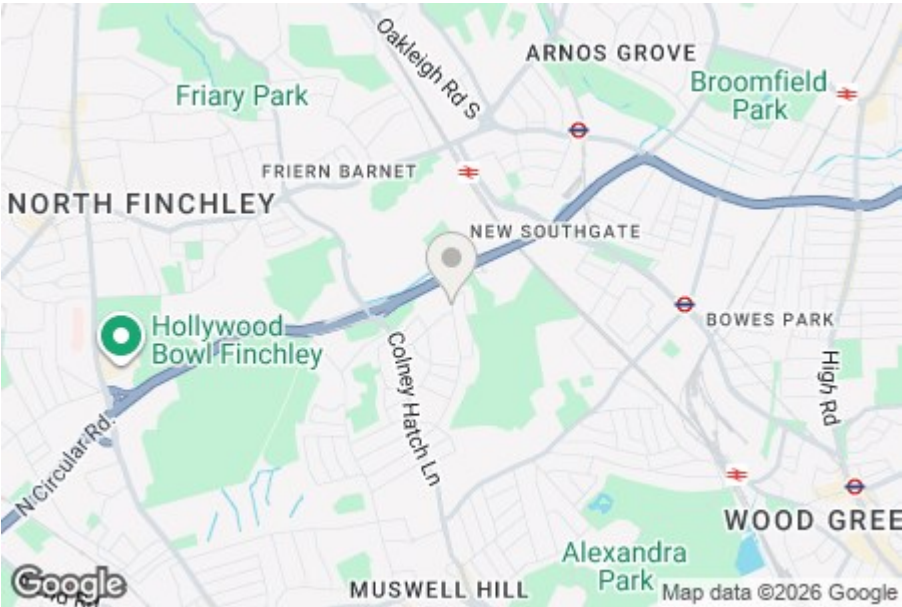 Oakleigh Rd S
ARNOS GROVE
Friary Park
Broomfield
Park
FRIERN BARNET
NORTH FINCHLEY
NEW SOUTHGATE
Hollywood
Bowl Finchley
BOWES PARK
Colney Hatch Ln
High Rd
N Circular Rd.
WOOD GREE
Alexandra
Park
MUSWELL HILL
Google
Map data ©2026 Google